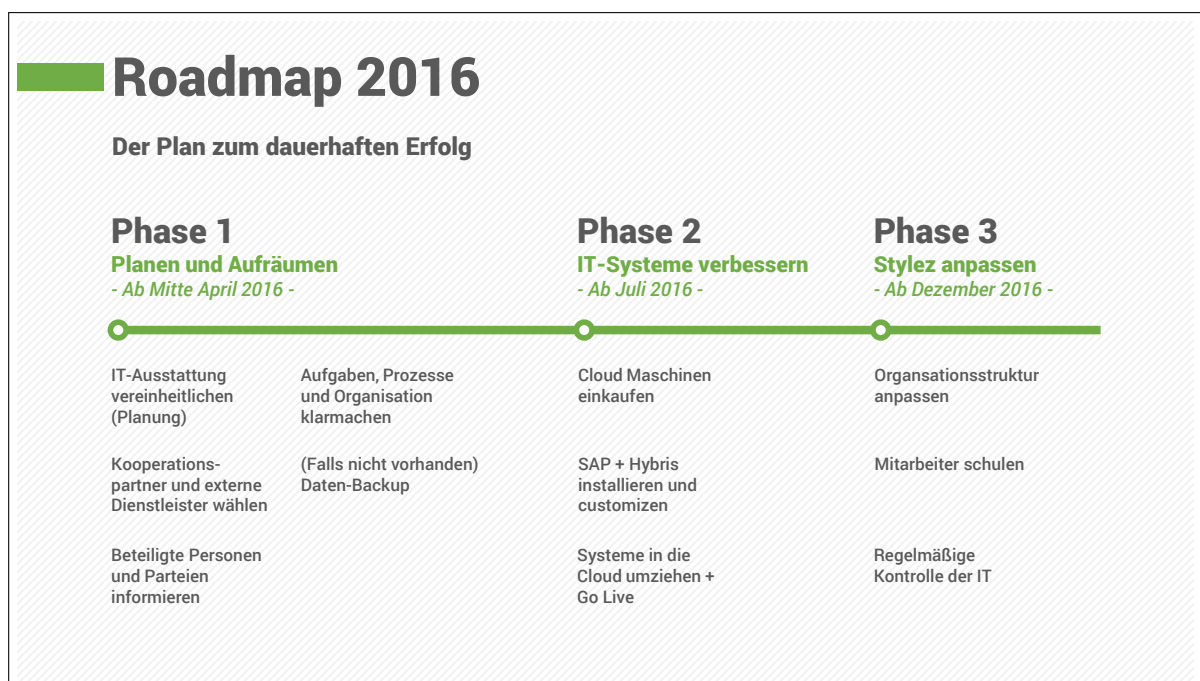 Roadmap 2016
Der Plan zum dauerhaften Erfolg
Phase 1
Planen und Aufräumen
- Ab Mitte April 2016 -
IT-Ausstattung
vereinheitlichen
(Planung)
Kooperations-
partner und externe
Dienstleister wählen
Beteiligte Personen
und Parteien
informieren
Aufgaben, Prozesse
und Organisation
klarmachen
(Falls nicht vorhanden)
Daten-Backup
Phase 2
IT-Systeme verbessern
- Ab Juli 2016 -
Cloud Maschinen
einkaufen
SAP + Hybris
installieren und
customizen
Systeme in die
Cloud umziehen +
Go Live
Phase 3
Stylez anpassen
- Ab Dezember 2016 -
Organsationsstruktur
anpassen
Mitarbeiter schulen
Regelmäßige
Kontrolle der IT